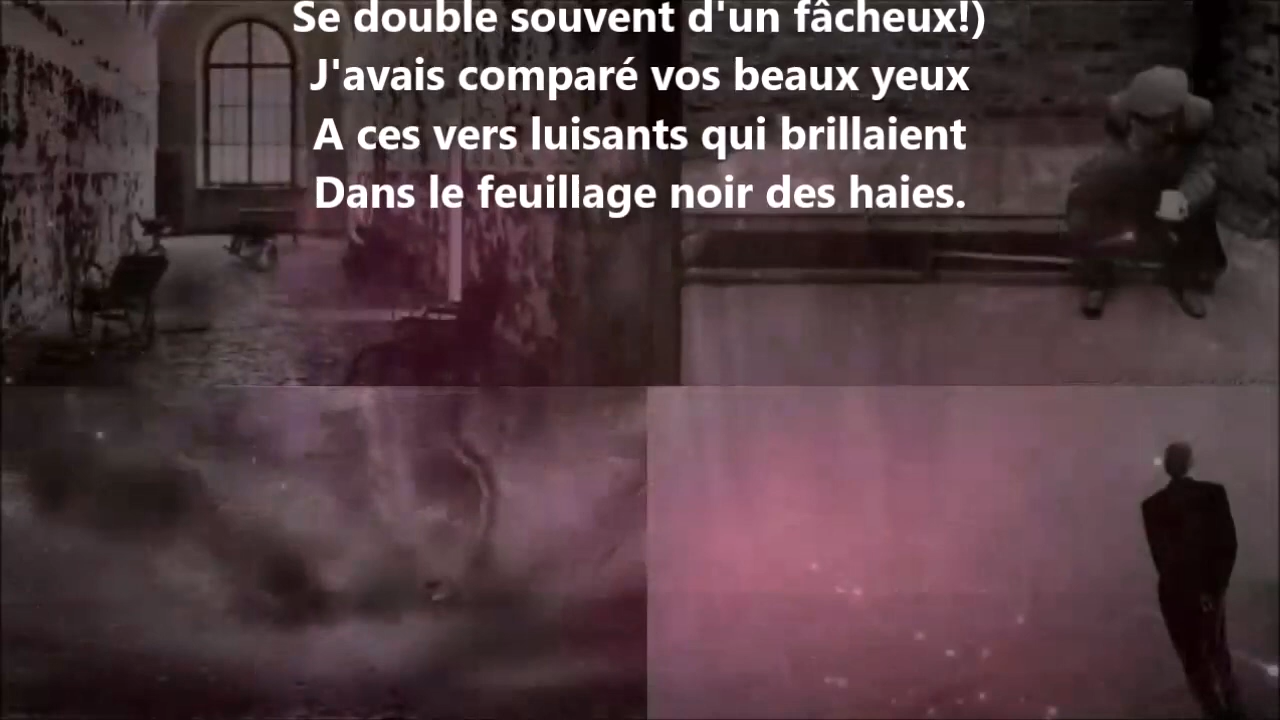 Se double souvent d'un fâcheux!)
J'avais comparé vos beaux yeux
A ces vers luisants qui brillaient
Dans le feuillage noir des haies.